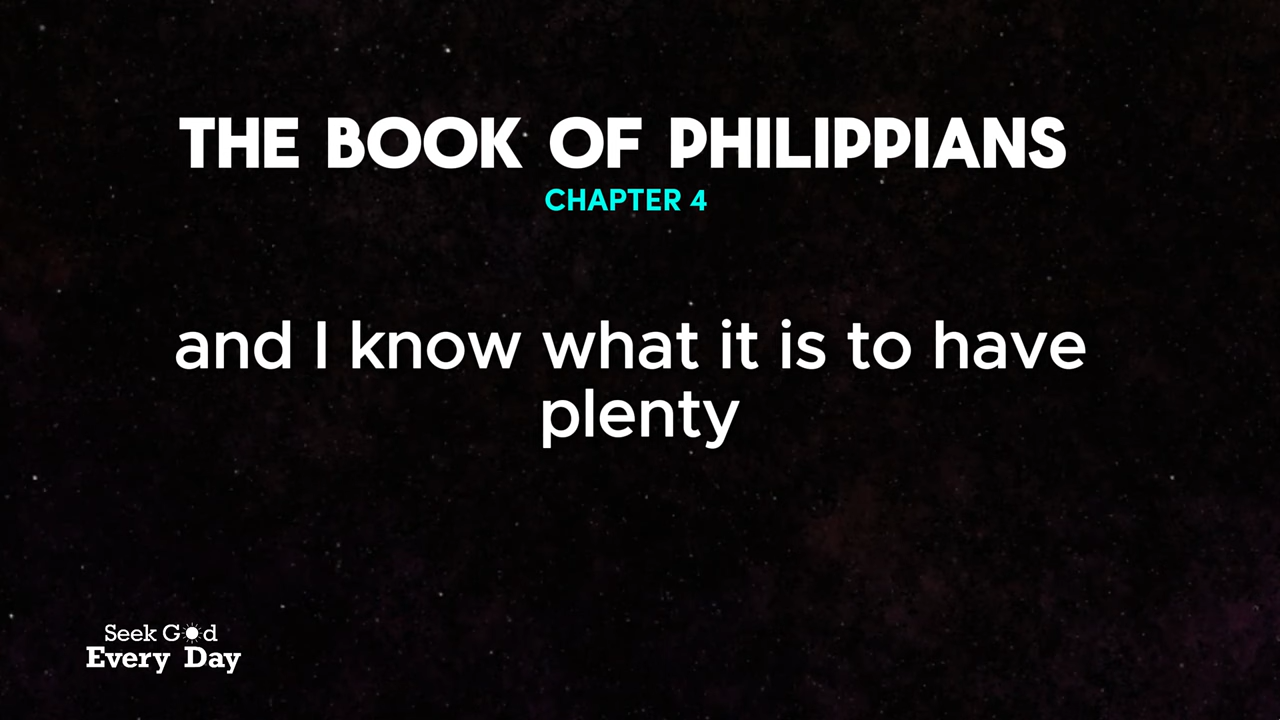 THE BOOK OF PHILIPPIANS
CHAPTER 4
and I know what it is to have
plenty
Seek God
Every Day